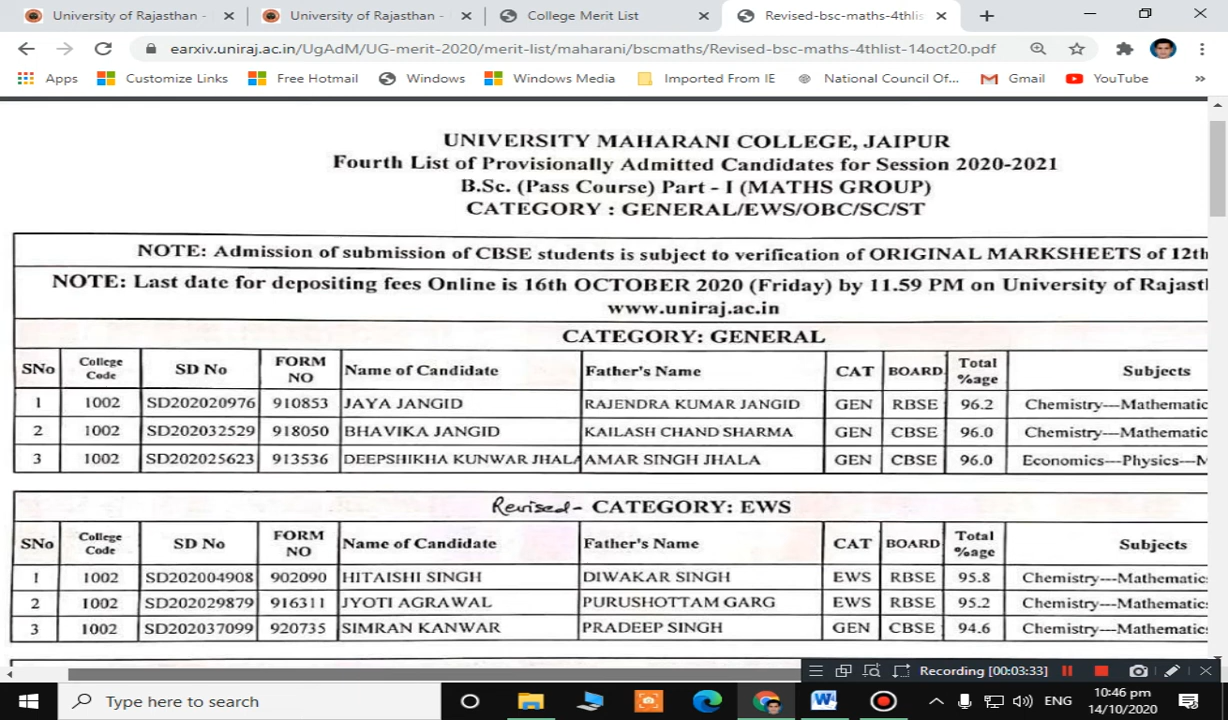 University of Rajasthan -
University of Rajasthan -
College Merit List
Revised-bsc-maths-4thlis
earxiv.uniraj.ac.in/UgAdM/UG-merit-2020/merit-list/maharani/bscmaths/Revised-bsc-maths-4thlist-14oct20.pdf
Apps Customize Links Free Hotmail Windows Windows Media Imported From IE National Council Of... Gmail YouTube »
UNIVERSITY MAHARANI COLLEGE, JAIPUR
Fourth List of Provisionally Admitted Candidates for Session 2020-2021
B.Sc. (Pass Course) Part - I (MATHS GROUP)
CATEGORY : GENERAL/EWS/OBC/SC/ST
NOTE: Admission of submission of CBSE students is subject to verification of ORIGINAL MARKSHEETS of 12th
NOTE: Last date for depositing fees Online is 16th OCTOBER 2020 (Friday) by 11.59 PM on University of Rajast
www.uniraj.ac.in
CATEGORY: GENERAL
SNo College Code SD No FORM NO Name of Candidate Father's Name CAT BOARD Total %age Subjects
1 1002 SD202020976 910853 JAYA JANGID RAJENDRA KUMAR JANGID GEN RBSE 96.2 Chemistry---Mathematic
2 1002 SD202032529 918050 BHAVIKA JANGID KAILASH CHAND SHARMA GEN CBSE 96.0 Chemistry---Mathematic
3 1002 SD202025623 913536 DEEPSHIKHA KUNWAR JHALA AMAR SINGH JHALA GEN CBSE 96.0 Economics---Physics---M
Revised- CATEGORY: EWS
SNo College Code SD No FORM NO Name of Candidate Father's Name CAT BOARD Total %age Subjects
1 1002 SD202004908 902090 HITAISHI SINGH DIWAKAR SINGH EWS RBSE 95.8 Chemistry---Mathematic
2 1002 SD202029879 916311 JYOTI AGRAWAL PURUSHOTTAM GARG EWS RBSE 95.2 Chemistry---Mathematic
3 1002 SD202037099 920735 SIMRAN KANWAR PRADEEP SINGH GEN CBSE 94.6 Chemistry---Mathematic
Recording [00:03:33]
Type here to search
ENG
10:46 pm
14/10/2020